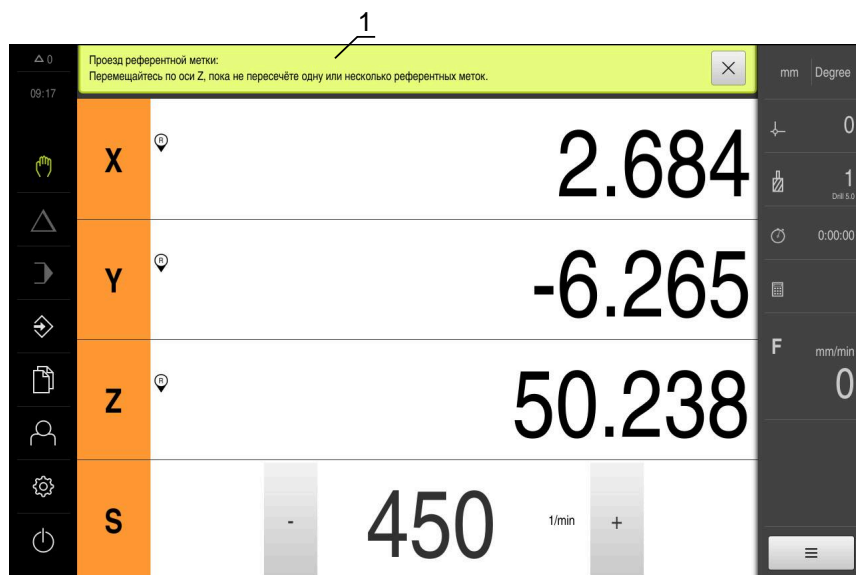 1
0
09:17
Проезд референтной метки:
Перемещайтесь по оси Z, пока не пересечёте одну или несколько референтных меток.
X
R
2.684
Y
R
-6.265
Z
R
50.238
S
-
450
1/min
+
mm
Degree
0
1
Drill 5.0
0:00:00
F
mm/min
0